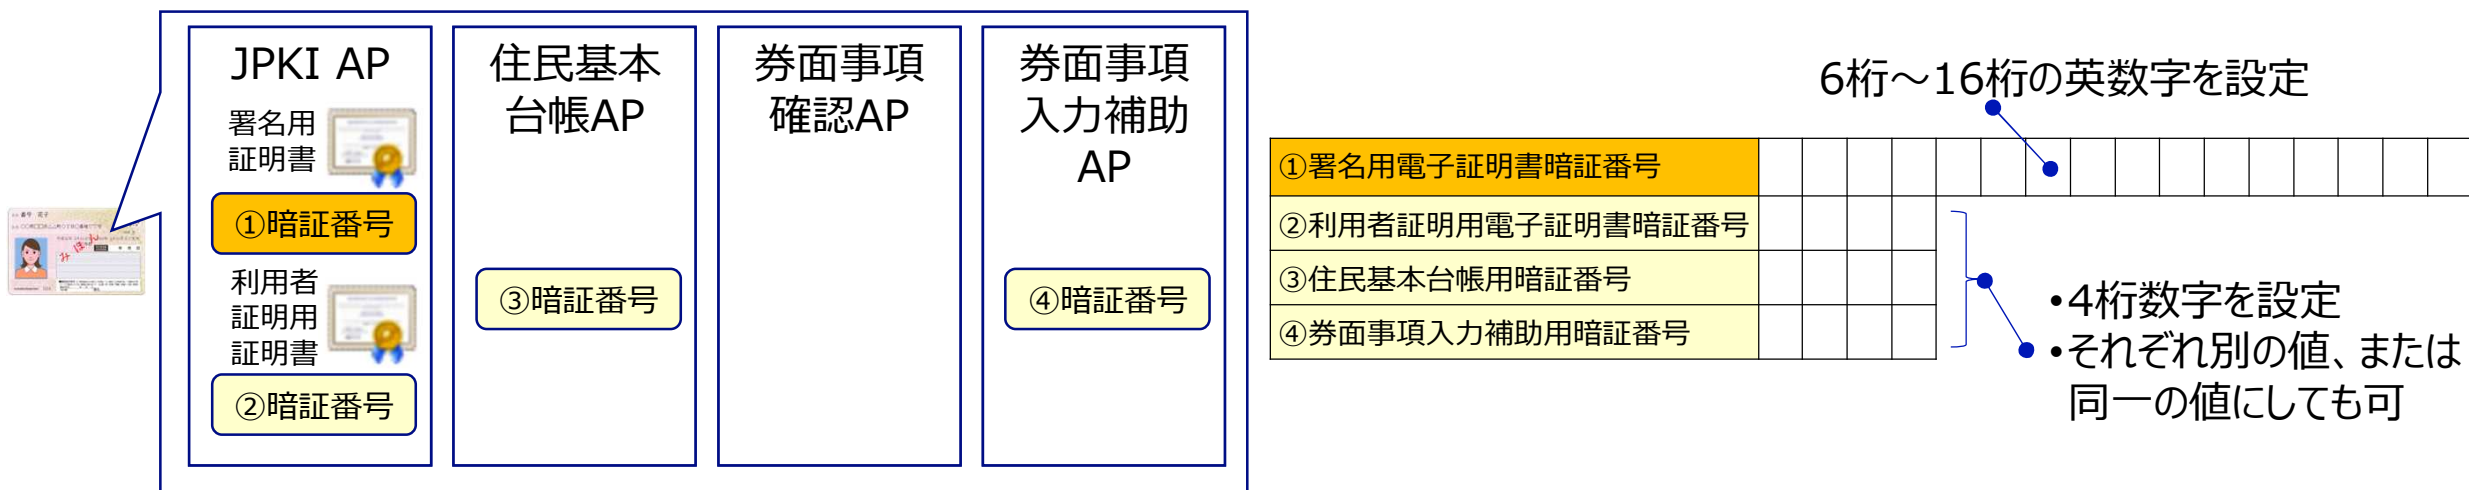 JPKI AP
署名用
証明書
①暗証番号
利用者
証明用
証明書
②暗証番号
住民基本
台帳AP
③暗証番号
券面事項
確認AP
券面事項
入力補助
AP
④暗証番号
みほん
6桁～16桁の英数字を設定
①署名用電子証明書暗証番号
②利用者証明用電子証明書暗証番号
③住民基本台帳用暗証番号
④券面事項入力補助用暗証番号
•4桁数字を設定
•それぞれ別の値、または
同一の値にしても可